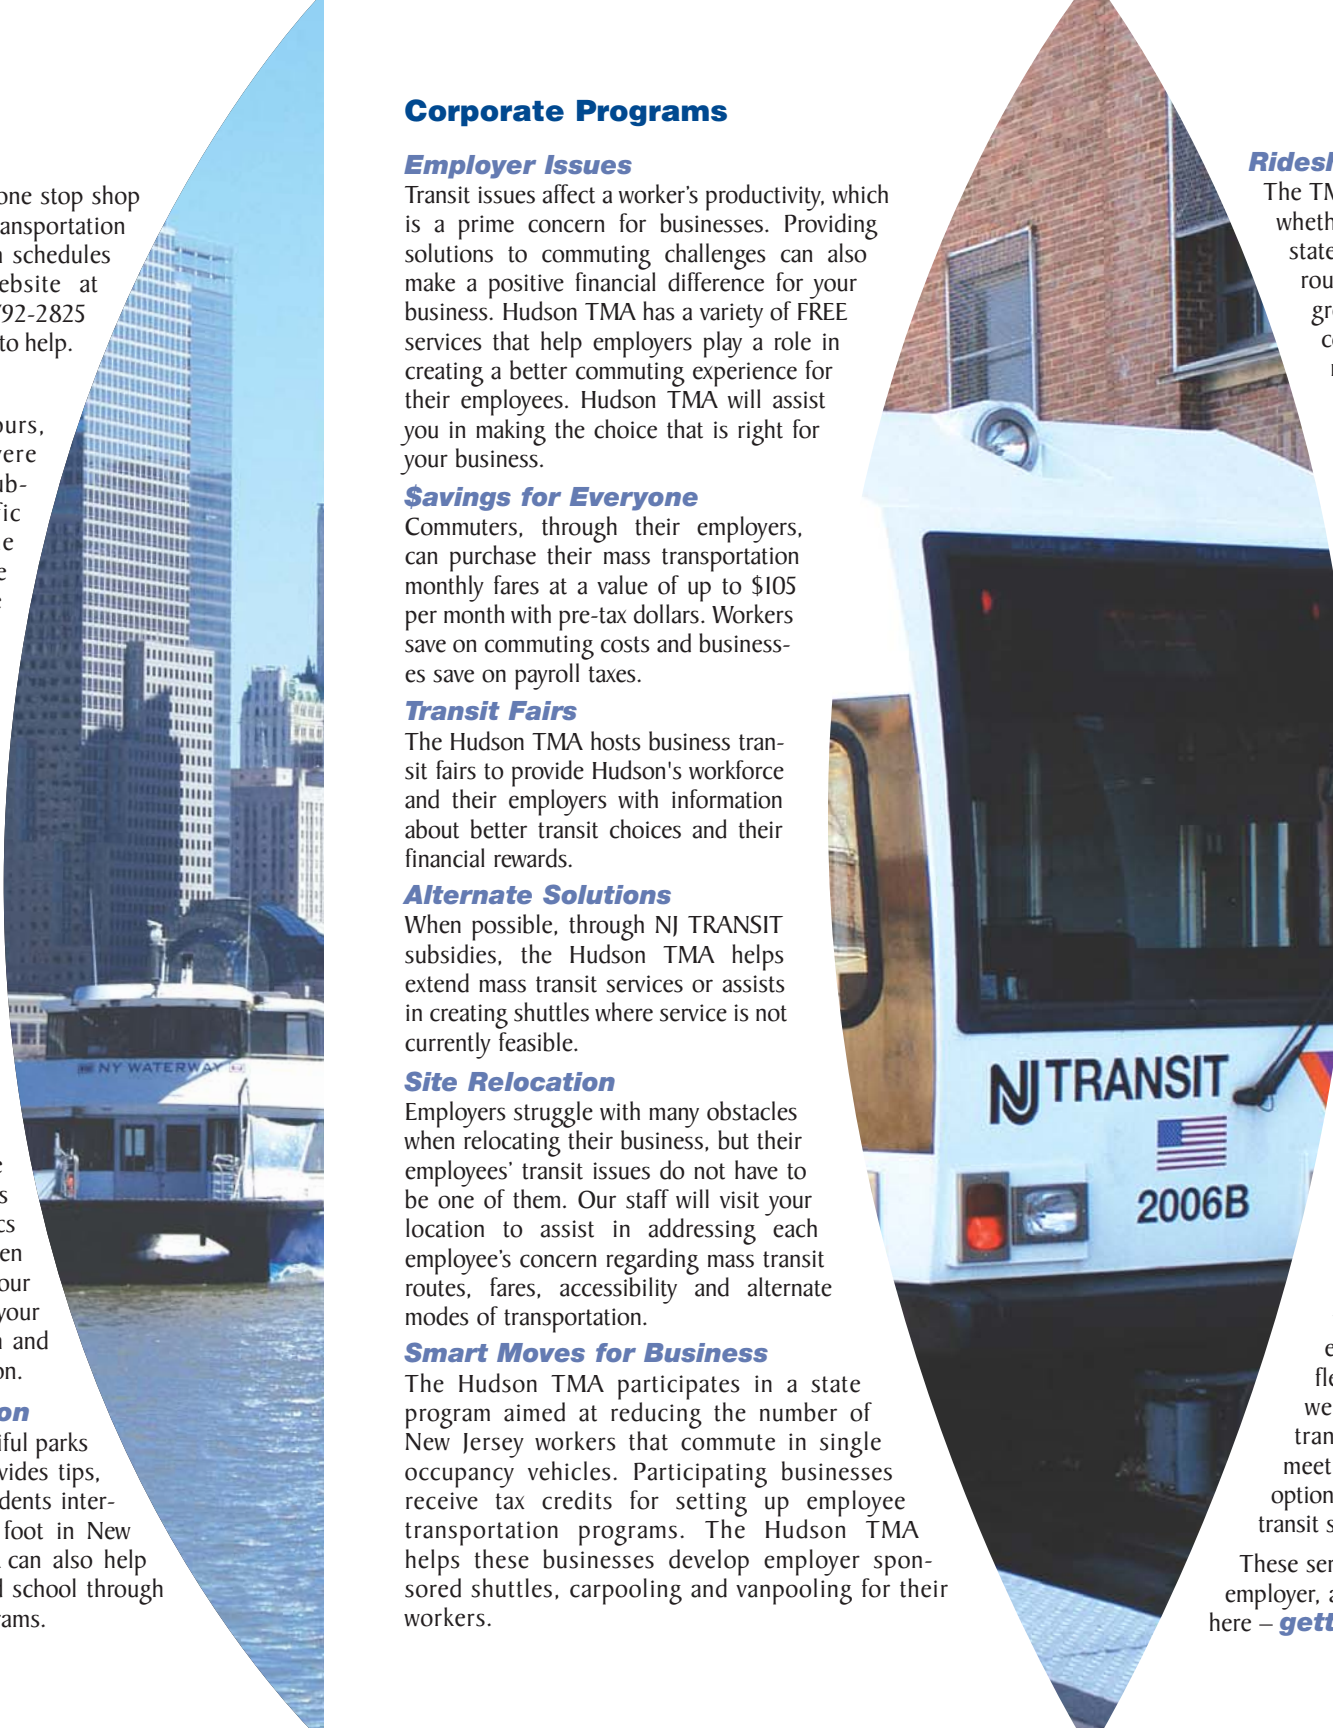 one stop shop
schedules
at
792-2825
to help.
and
parks
tips,
foot in New
can also help
school through
Corporate Programs
Employer Issues
Transit issues affect a worker's productivity, which
is a prime concern for businesses. Providing
solutions to commuting challenges can also
make a positive financial difference for your
business. Hudson TMA has a variety of FREE
services that help employers play a role in
creating a better commuting experience for
their employees. Hudson TMA will assist
you in making the choice that is right for
your business.
$avings for Everyone
Commuters, through their employers,
can purchase their mass transportation
monthly fares at a value of up to $105
per month with pre-tax dollars. Workers
save on commuting costs and business-
es save on payroll taxes.
Transit Fairs
The Hudson TMA hosts business tran-
sit fairs to provide Hudson's workforce
and their employers with information
about better transit choices and their
financial rewards.
Alternate Solutions
When possible, through NJ TRANSIT
subsidies, the Hudson TMA helps
extend mass transit services or assists
in creating shuttles where service is not
currently feasible.
Site Relocation
Employers struggle with many obstacles
when relocating their business, but their
employees' transit issues do not have to
be one of them. Our staff will visit your
location to assist in addressing each
employee's concern regarding mass transit
routes, fares, accessibility and alternate
modes of transportation.
Smart Moves for Business
The Hudson TMA participates in a state
program aimed at reducing the number of
New Jersey workers that commute in single
occupancy vehicles. Participating businesses
receive tax credits for setting up employee
transportation programs. The Hudson TMA
helps these businesses develop employer spon-
sored shuttles, carpooling and vanpooling for their
workers.
NY WATERWAY
NJ TRANSIT
2006B
The
state
meet
option
transit
These
employer,
here –